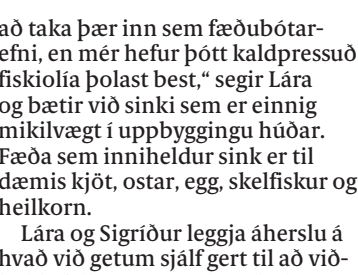 að taka þær inn sem fæðubótar-
efni, en mér hefur þótt kaldpressuð
fiskiolía þolast best,“ segir Lára
og bætir við sinki sem er einnig
mikilvægt í uppbyggingu húðar.
Fæða sem inniheldur sink er til
dæmis kjöt, ostar, egg, skelfiskur og
heilkorn.
Lára og Sigríður leggja áherslu á
hvað við getum sjálf gert til að við-